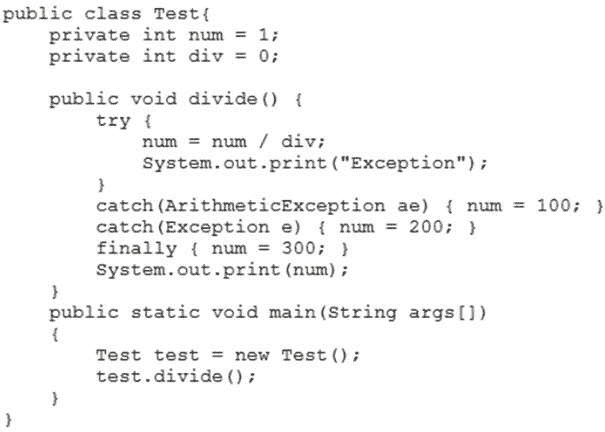 public class Test{
    private int num = 1;
    private int div = 0;

    public void divide() {
        try {
            num = num / div;
            System.out.print("Exception");
        }
        catch(ArithmeticException ae) { num = 100; }
        catch(Exception e) { num = 200; }
        finally { num = 300; }
        System.out.print(num);
    }
    public static void main(String args[])
    {
        Test test = new Test();
        test.divide();
    }
}